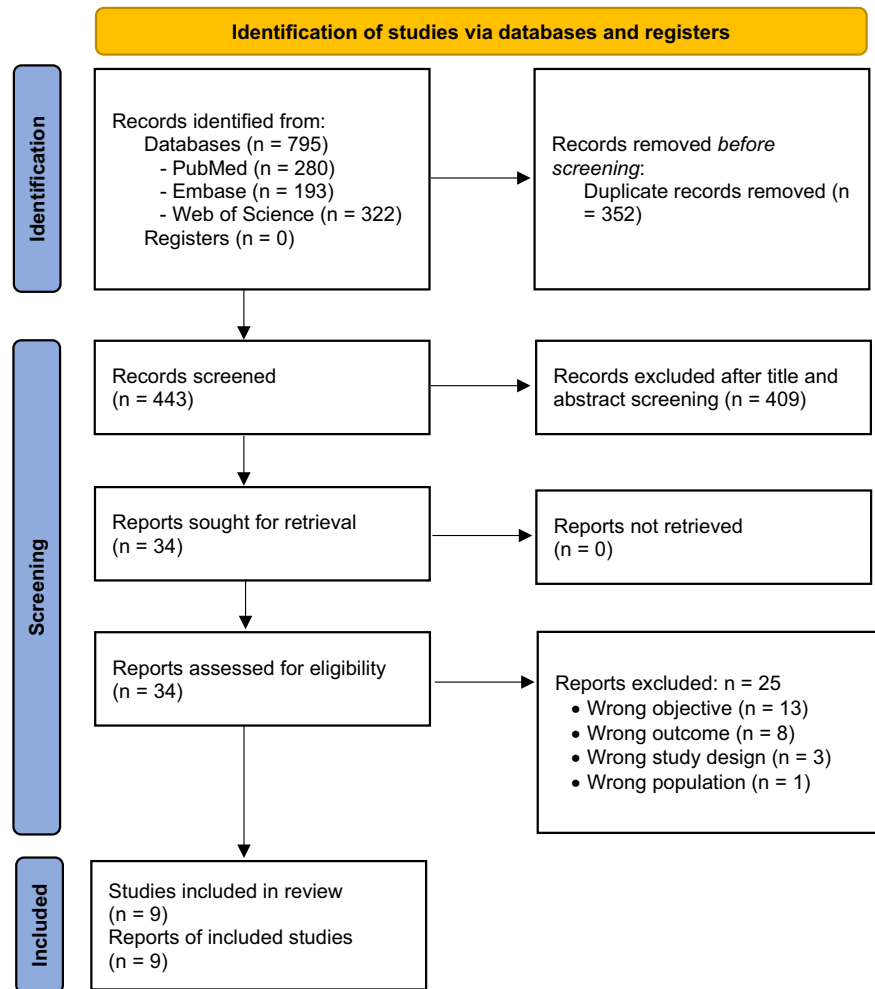 Identification of studies via databases and registers
Identification
Records identified from:
Databases (n = 795)
- PubMed (n = 280)
- Embase (n = 193)
- Web of Science (n = 322)
Registers (n = 0)
Records removed before
screening:
Duplicate records removed (n
= 352)
Screening
Records screened
(n = 443)
Records excluded after title and
abstract screening (n = 409)
Reports sought for retrieval
(n = 34)
Reports not retrieved
(n = 0)
Reports assessed for eligibility
(n = 34)
Reports excluded: n = 25
• Wrong objective (n = 13)
• Wrong outcome (n = 8)
• Wrong study design (n = 3)
• Wrong population (n = 1)
Included
Studies included in review
(n = 9)
Reports of included studies
(n = 9)